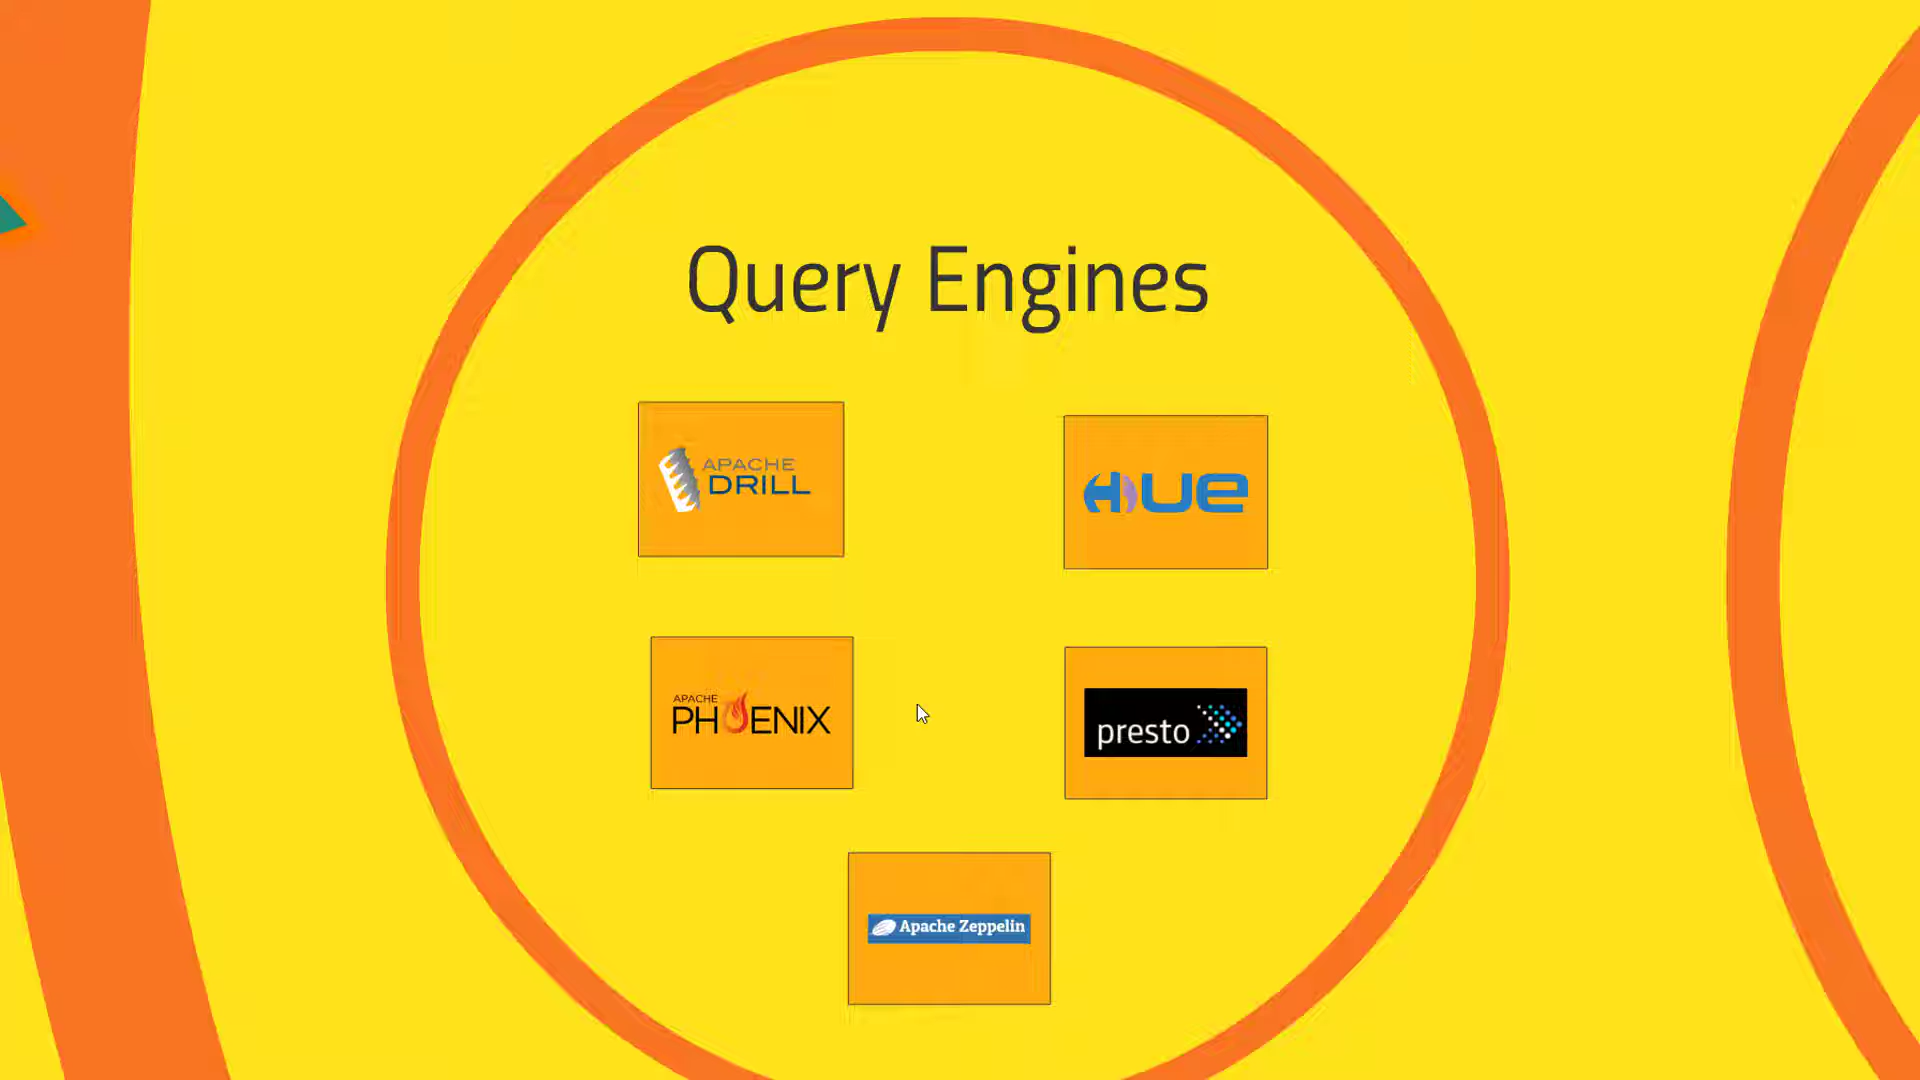 Query Engines
APACHE
DRILL
HUE
APACHE
PHOENIX
presto
Apache Zeppelin